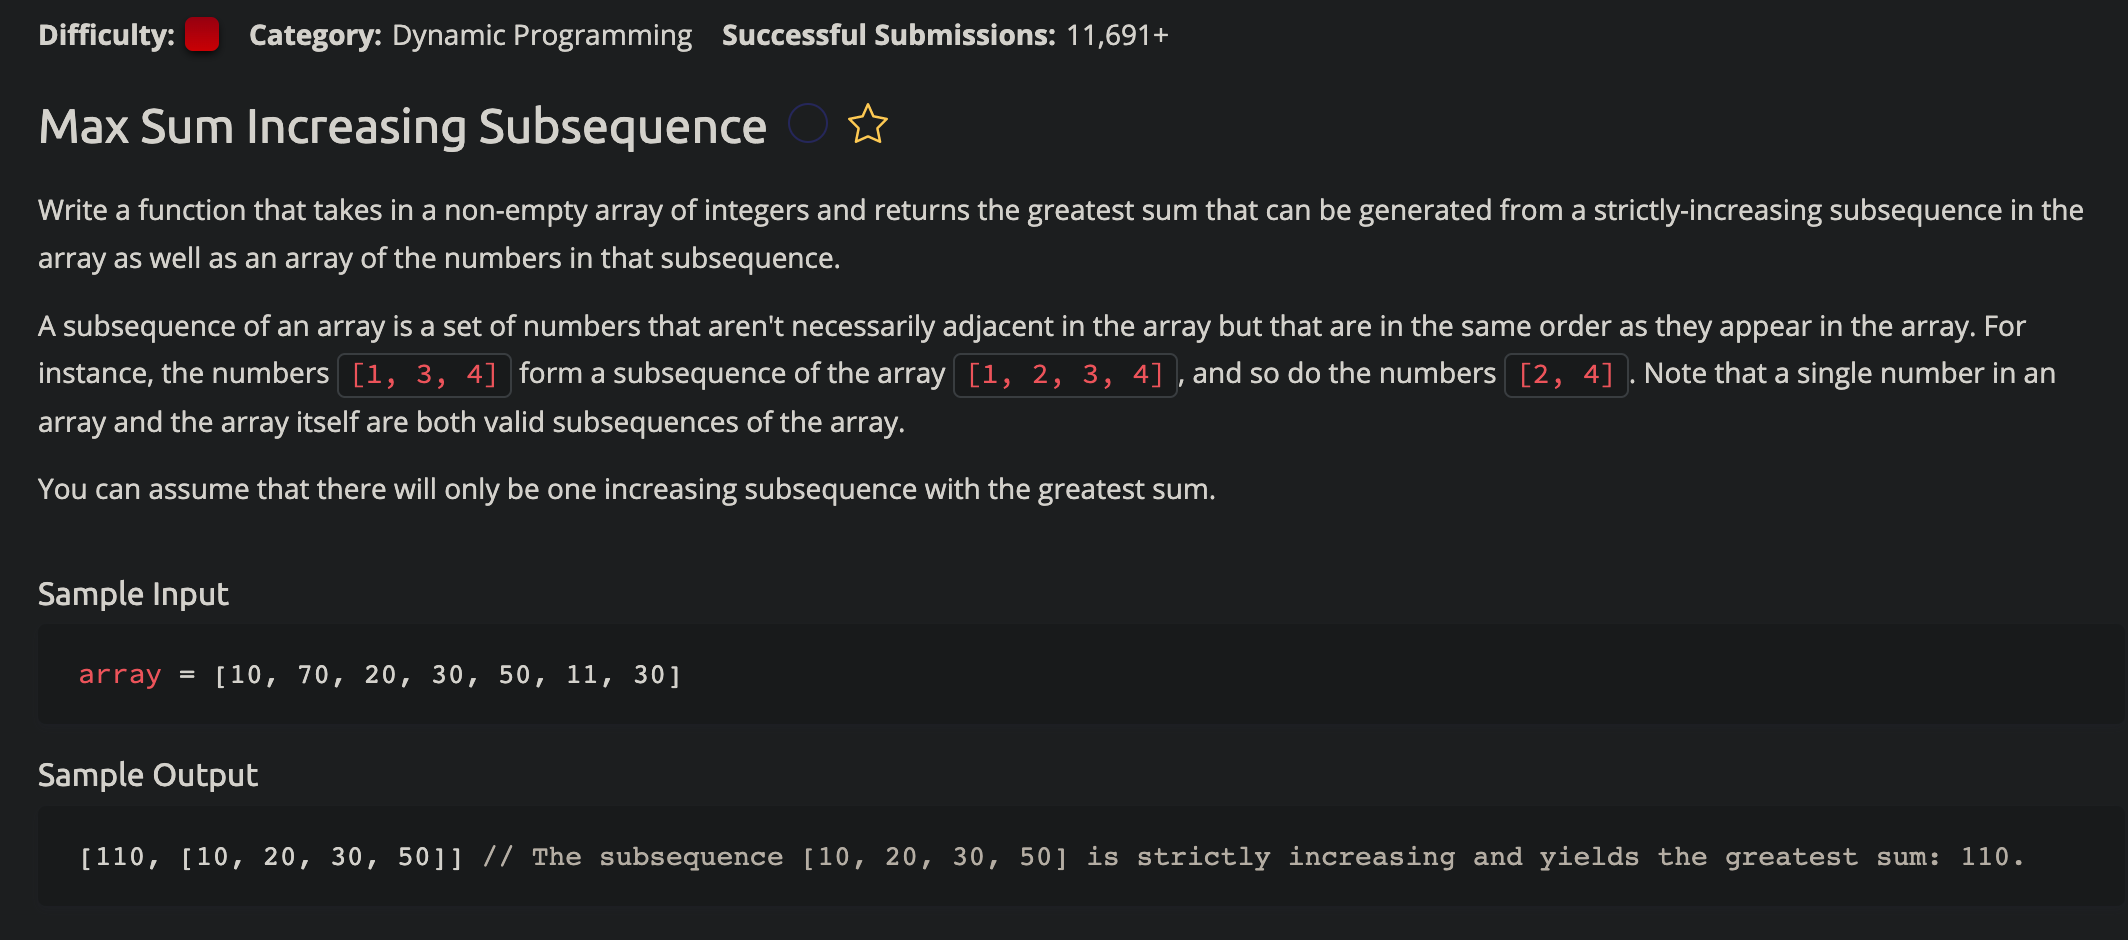 Difficulty: Category: Dynamic Programming Successful Submissions: 11,691+
Max Sum Increasing Subsequence
Write a function that takes in a non-empty array of integers and returns the greatest sum that can be generated from a strictly-increasing subsequence in the
array as well as an array of the numbers in that subsequence.
A subsequence of an array is a set of numbers that aren't necessarily adjacent in the array but that are in the same order as they appear in the array. For
instance, the numbers [1, 3, 4] form a subsequence of the array [1, 2, 3, 4], and so do the numbers [2, 4]. Note that a single number in an
array and the array itself are both valid subsequences of the array.
You can assume that there will only be one increasing subsequence with the greatest sum.
Sample Input
array = [10, 70, 20, 30, 50, 11, 30]
Sample Output
[110, [10, 20, 30, 50]] // The subsequence [10, 20, 30, 50] is strictly increasing and yields the greatest sum: 110.